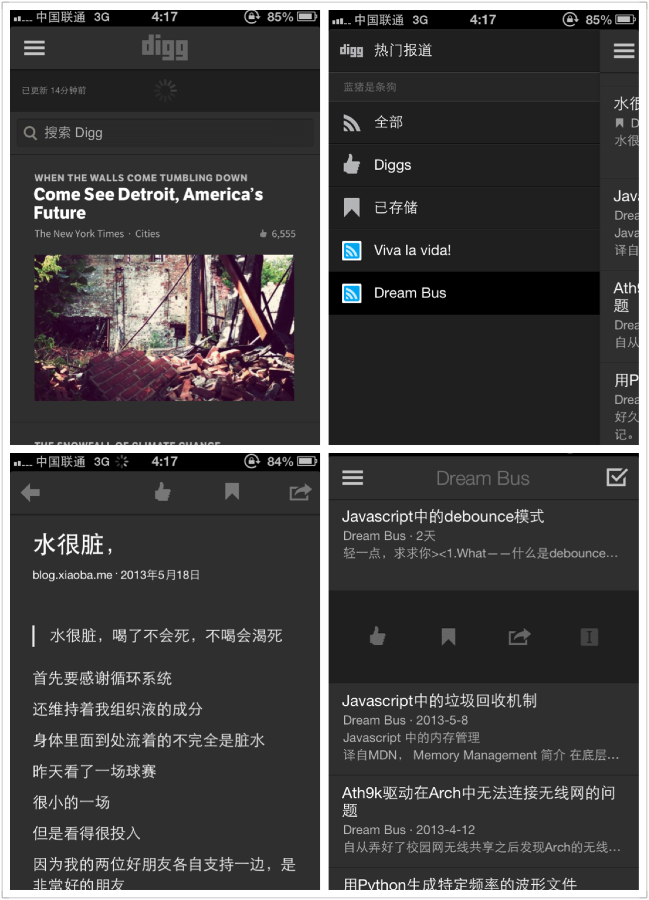 中国联通 3G 4:17 85%
digg
已更新 14分钟前
搜索 Digg
WHEN THE WALLS COME TUMBLING DOWN
Come See Detroit, America's
Future
The New York Times · Cities 6,555
THE SNOWFALL OF CLIMATE CHANGE
中国联通 3G 4:17 85%
digg 热门报道
蓝猪是条狗
全部
Diggs
已存储
Viva la vida!
Dream Bus
水很
D
水很
Java
Drea
Java
译自
Ath9
题
Drea
自从
用P
Drea
好久
记。
中国联通 3G 4:17 84%
水很脏，
blog.xiaoba.me · 2013年5月18日
水很脏，喝了不会死，不喝会渴死
首先要感谢循环系统
还维持着我组织液的成分
身体里面到处流着的不完全是脏水
昨天看了一场球赛
很小的一场
但是看得很投入
因为我的两位好朋友各自支持一边，是
非常好的朋友
Dream Bus
Javascript中的debounce模式
Dream Bus · 2天
轻一点，求求你><1.What——什么是debounce...
Javascript中的垃圾回收机制
Dream Bus · 2013-5-8
Javascript 中的内存管理
译自MDN， Memory Management 简介 在底层...
Ath9k驱动在Arch中无法连接无线网的问
题
Dream Bus · 2013-4-12
自从弄好了校园网无线共享之后发现Arch的无线...
用Python生成特定频率的波形文件